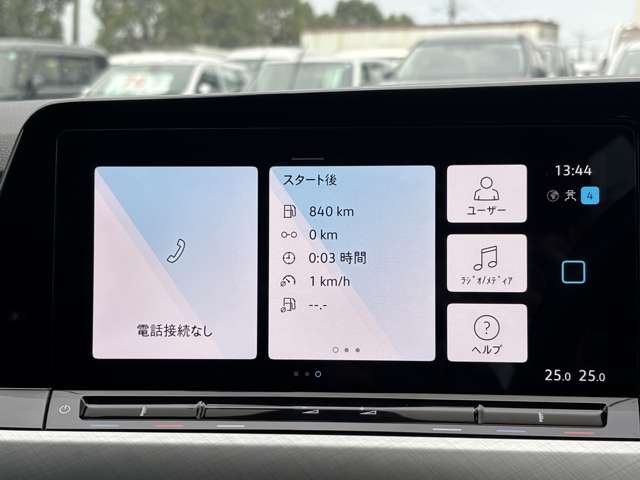 電話接続なし
スタート後
840 km
0 km
0:03 時間
1 km/h
--.-
ユーザー
ﾗｼﾞｵ/ﾒﾃﾞｨｱ
ヘルプ
13:44
4
25.0 25.0